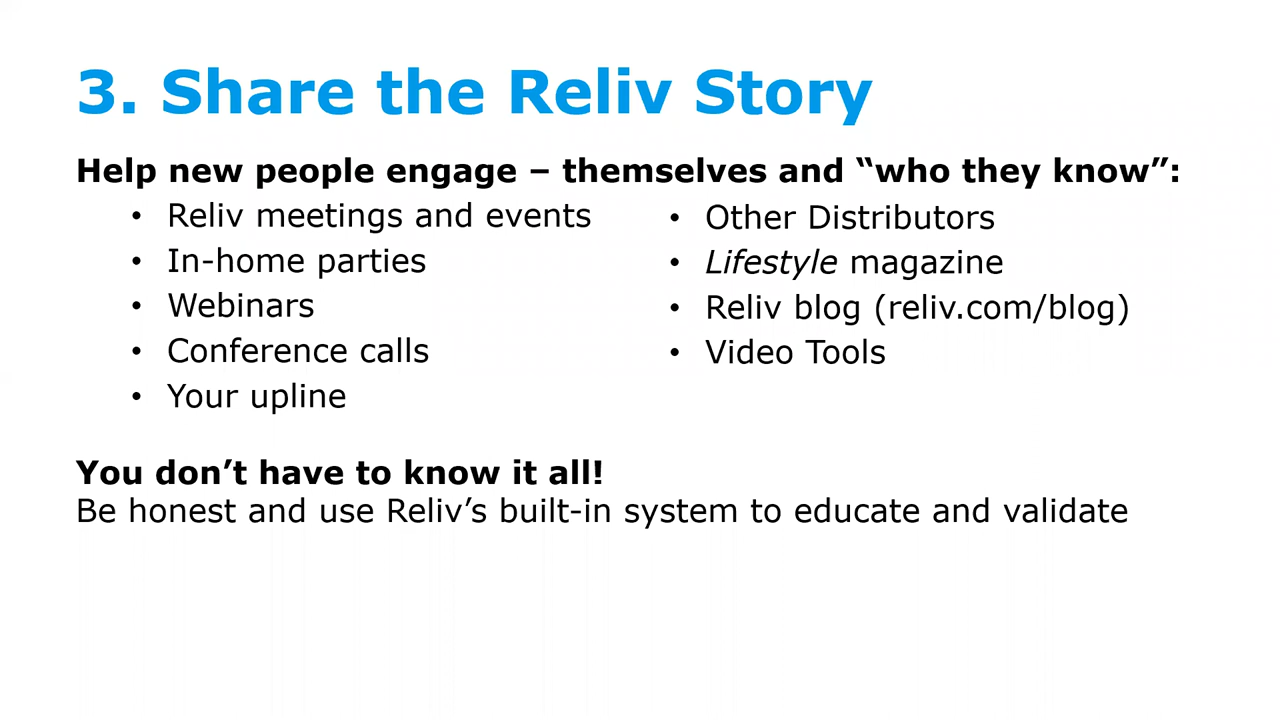 3. Share the Reliv Story
Help new people engage – themselves and “who they know”:
• Reliv meetings and events
• In-home parties
• Webinars
• Conference calls
• Your upline
• Other Distributors
• Lifestyle magazine
• Reliv blog (reliv.com/blog)
• Video Tools
You don’t have to know it all!
Be honest and use Reliv’s built-in system to educate and validate